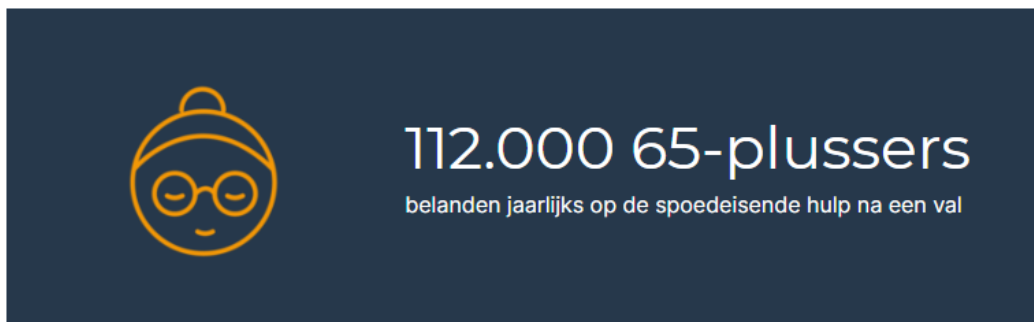 112.000 65-plussers
belanden jaarlijks op de spoedeisende hulp na een val